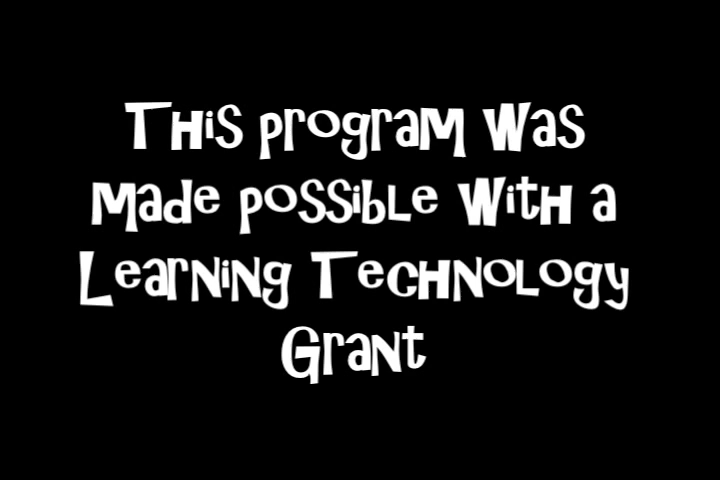 This program was
made possible with a
Learning Technology
Grant